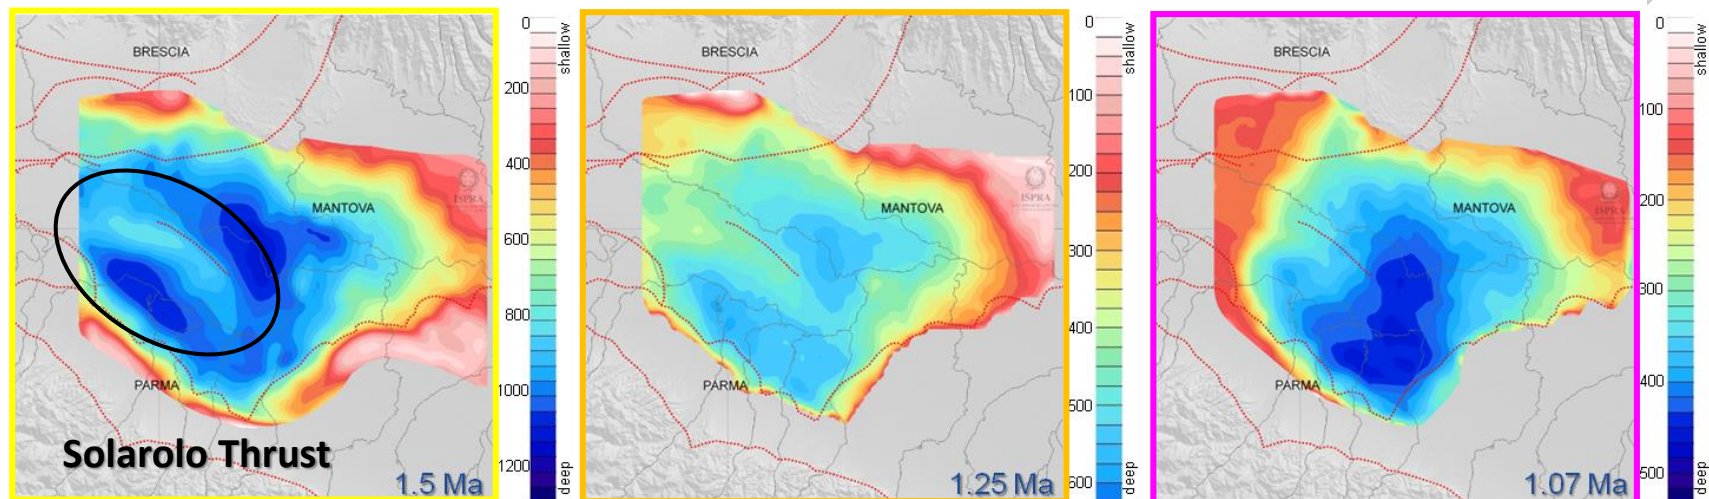 BRESCIA
MANTOVA
PARMA
Solarolo Thrust
1.5 Ma
0
200
400
600
800
1000
1200
shallow
deep
BRESCIA
MANTOVA
ISPRA
PARMA
1.25 Ma
0
100
200
300
400
500
600
shallow
deep
BRESCIA
MANTOVA
ISPRA
PARMA
1.07 Ma
0
100
200
300
400
500
shallow
deep